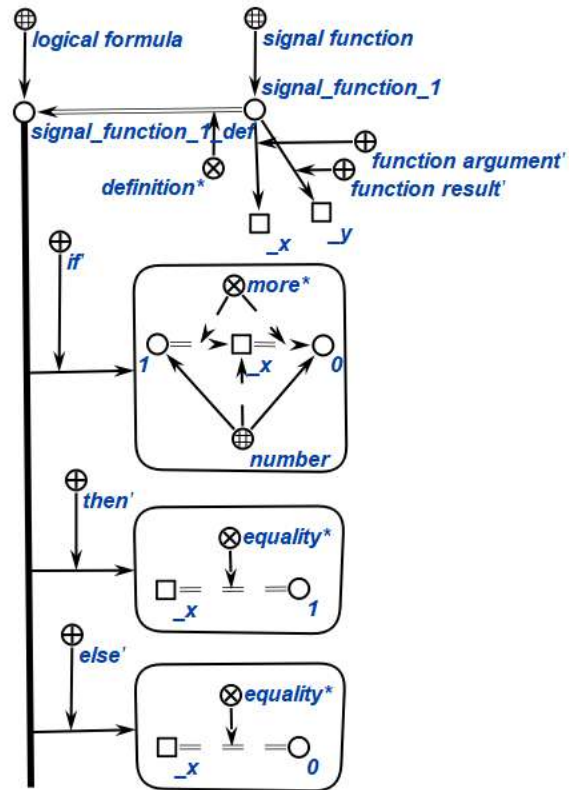 logical formula
signal function
signal_function_1
signal_function_1_def
function argument'
definition*
function result'
_x
_y
if'
more*
1
_x
0
number
then'
equality*
_x
1
else'
equality*
_x
0